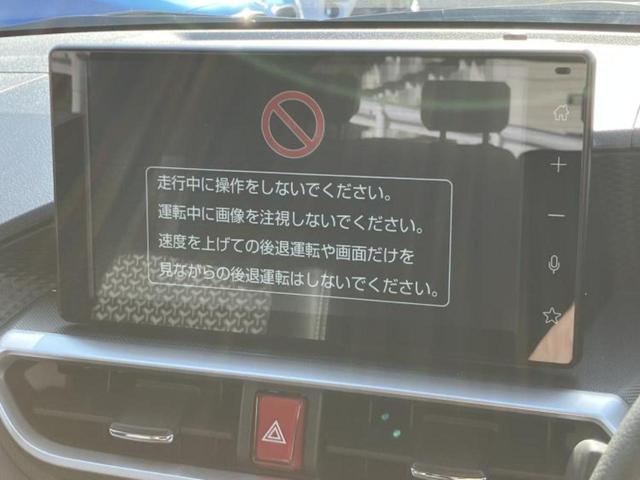 走行中に操作をしないでください。
運転中に画像を注視しないでください。
速度を上げての後退運転や画面だけを
見ながらの後退運転はしないでください。